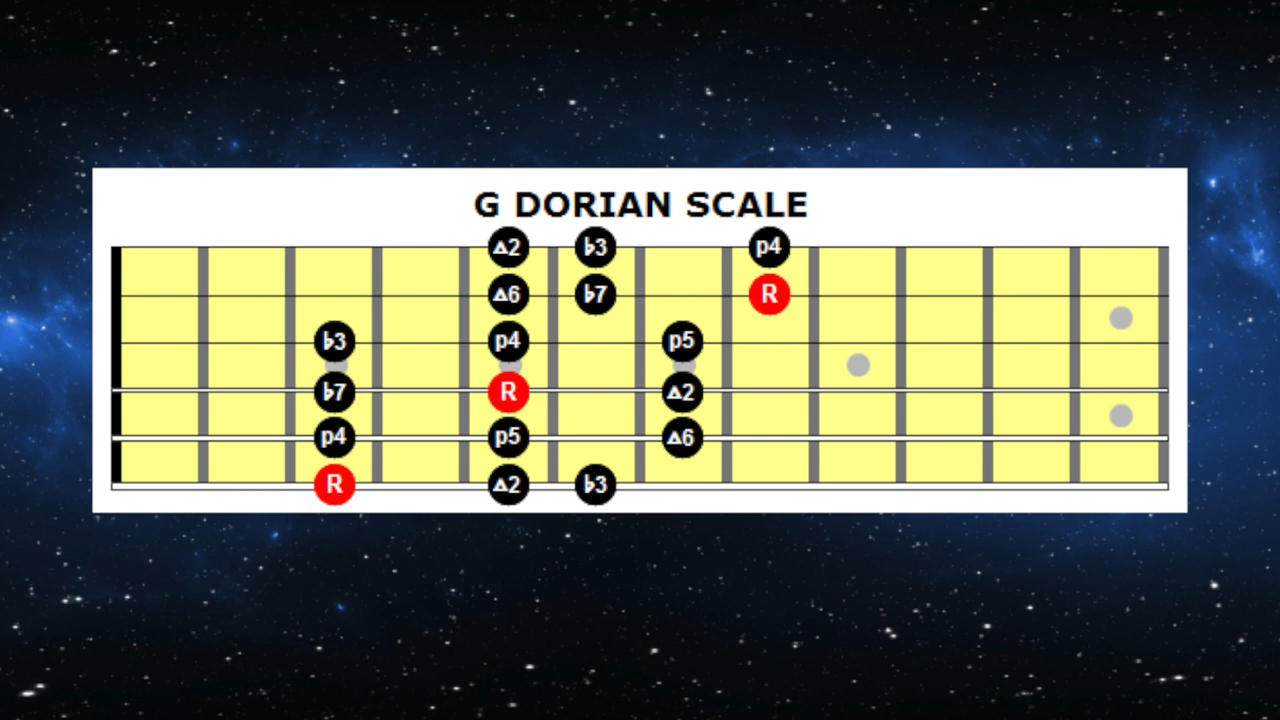 G DORIAN SCALE
▵2 ♭3 p4
▵6 ♭7 R
♭3 p4 p5
♭7 R ▵2
p4 p5 ▵6
R ▵2 ♭3